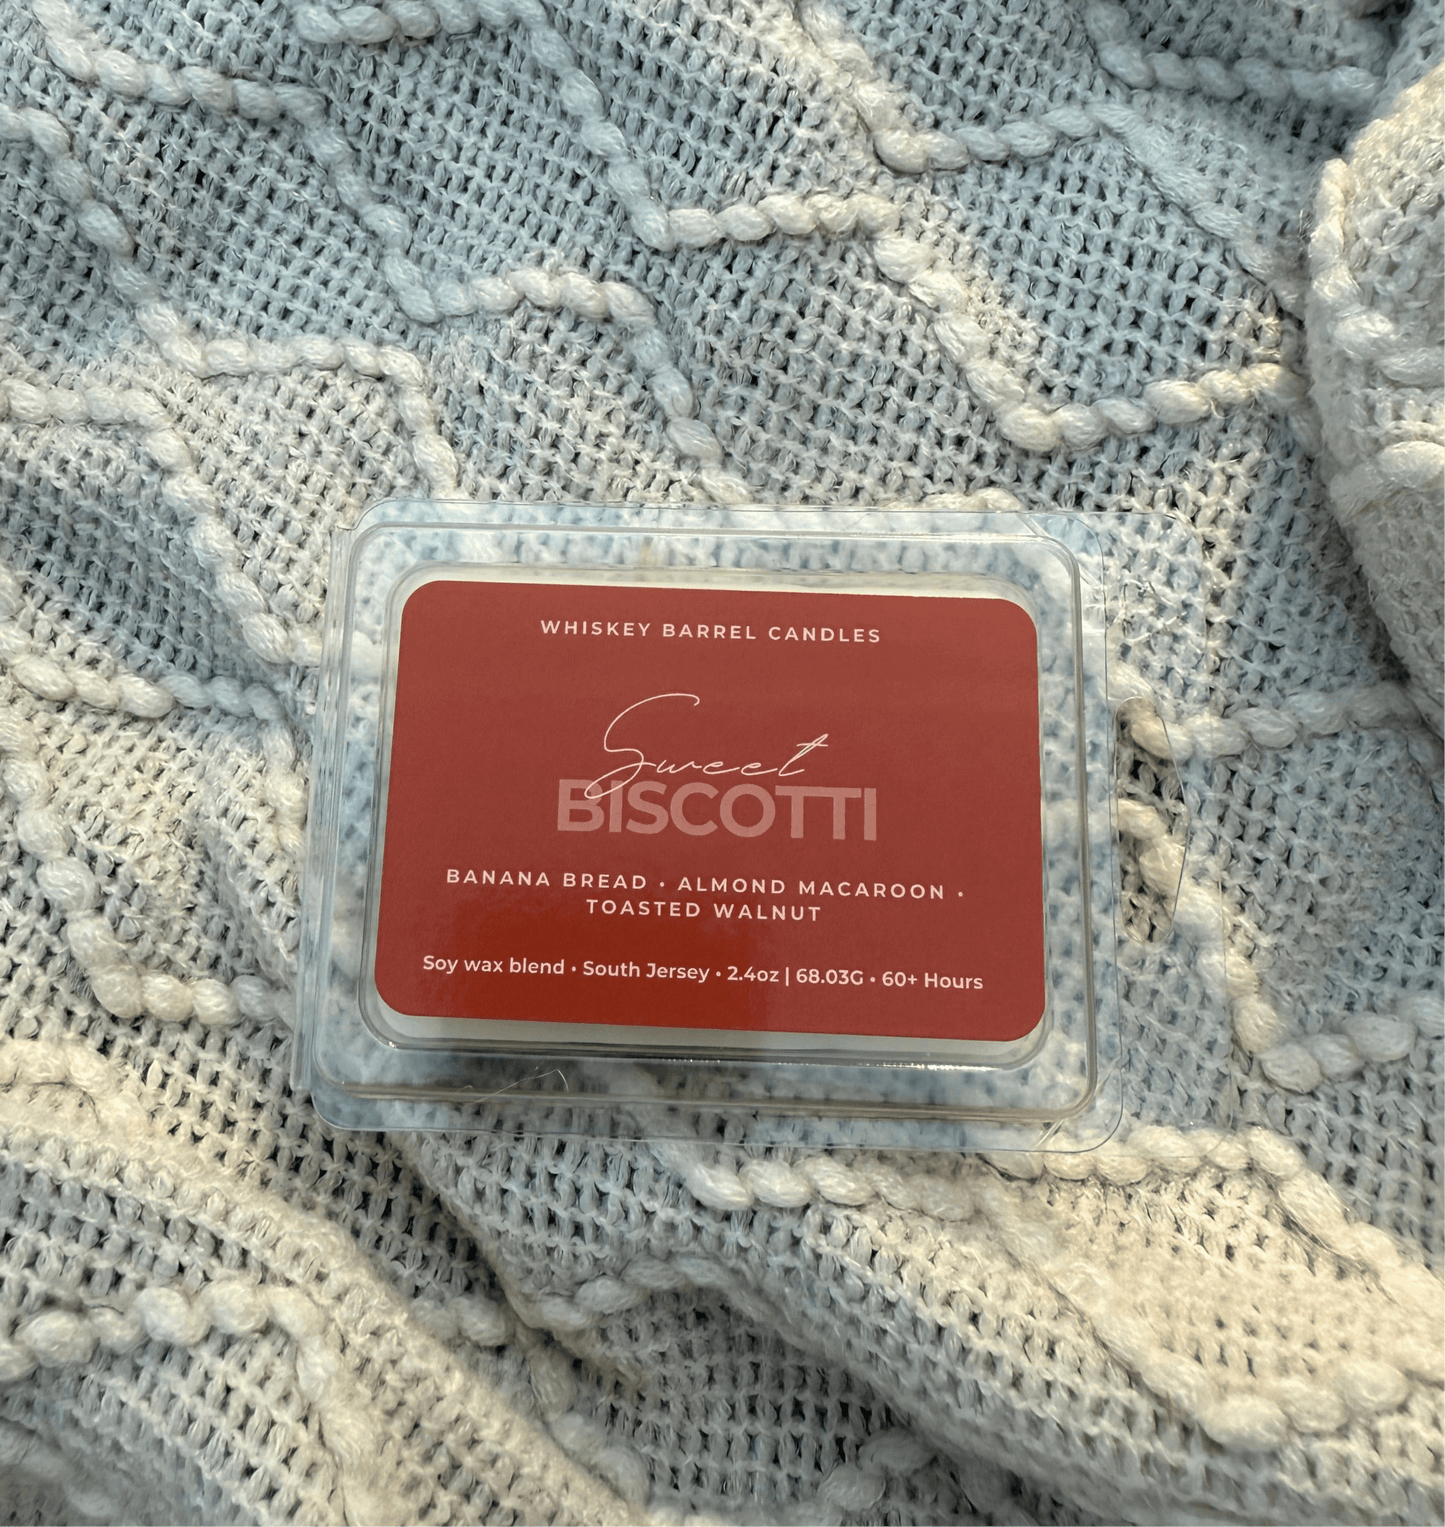 WHISKEY BARREL CANDLES
Sweet
BISCOTTI
BANANA BREAD • ALMOND MACAROON •
TOASTED WALNUT
Soy wax blend • South Jersey • 2.4oz | 68.03G • 60+ Hours